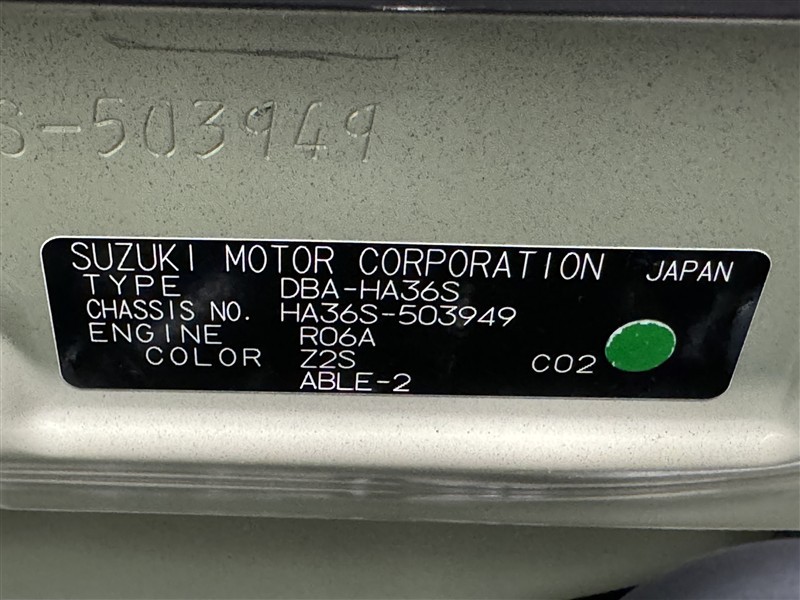 S-503949
SUZUKI MOTOR CORPORATION JAPAN
TYPE DBA-HA36S
CHASSIS NO. HA36S-503949
ENGINE R06A
COLOR Z2S C02
ABLE-2